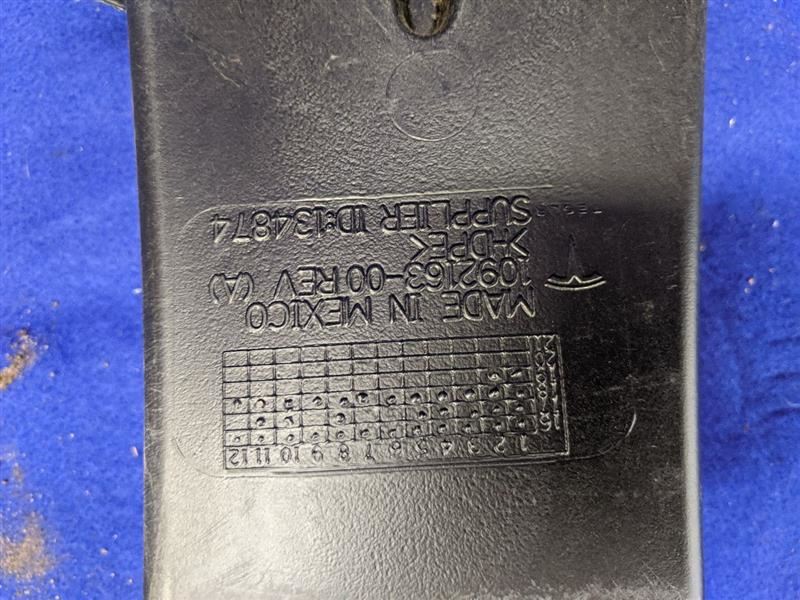 TESLA
MADE IN MEXICO
1092163-00 REV (A)
>HDPE<
SUPPLIER ID:134874
1 2 3 4 5 6 7 8 9 10 11 12